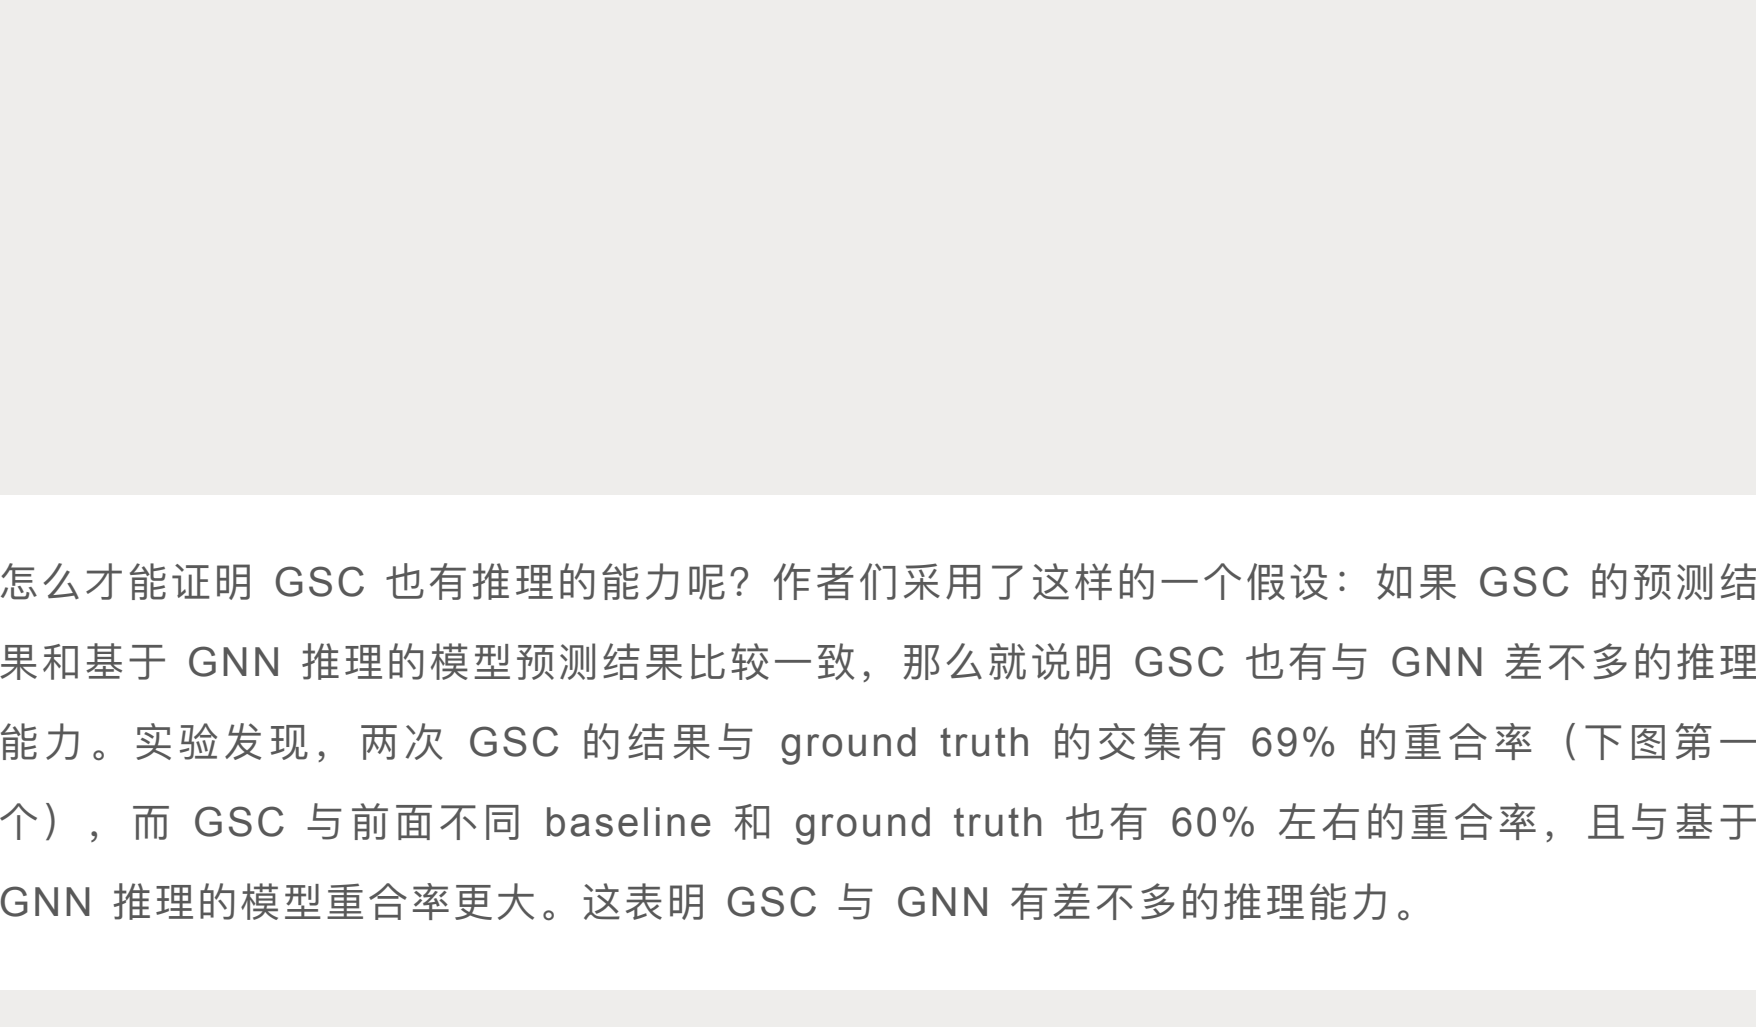 怎么才能证明 GSC 也有推理的能力呢？作者们采用了这样的一个假设：如果 GSC 的预测结
果和基于 GNN 推理的模型预测结果比较一致，那么就说明 GSC 也有与 GNN 差不多的推理
能力。实验发现，两次 GSC 的结果与 ground truth 的交集有 69% 的重合率（下图第一
个），而 GSC 与前面不同 baseline 和 ground truth 也有 60% 左右的重合率，且与基于
GNN 推理的模型重合率更大。这表明 GSC 与 GNN 有差不多的推理能力。